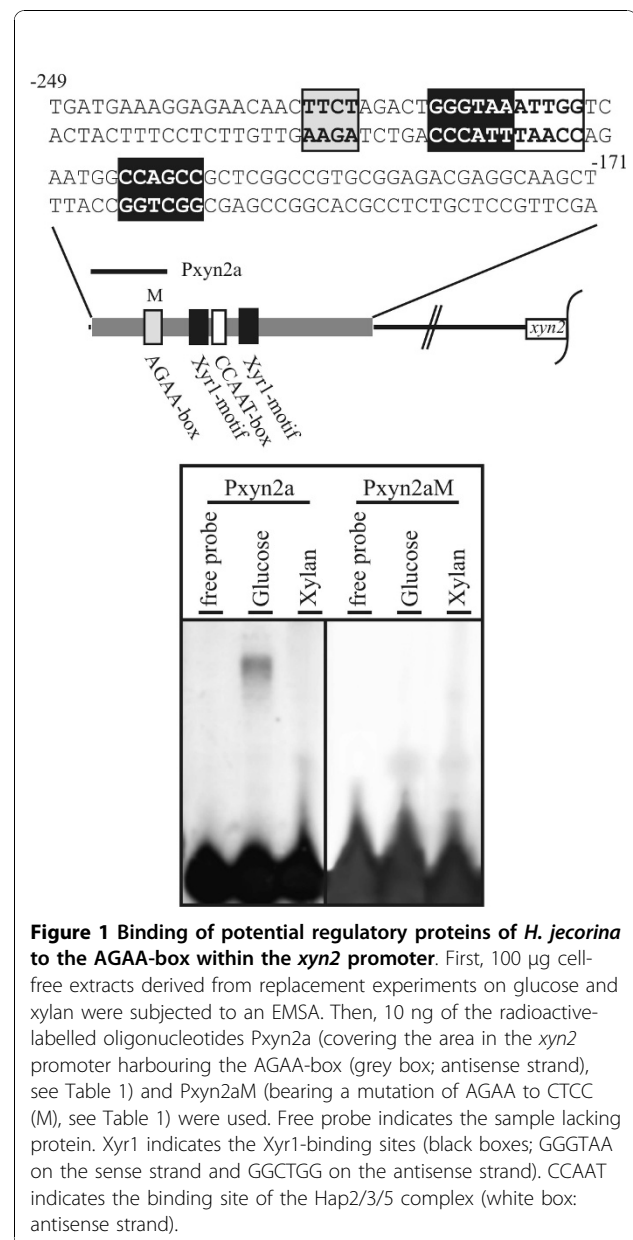 -249
TGATGAAAGGAGAACAACTTCTAGACTGGGTAAATTGGTC
ACTACTTTCCTCTTGTTGAAGATCTGACCCATTTAACCAG
-171
AATGGCCAGCCGCTCGGCCGTGCGGAGACGAGGCAAGCT
TTACCGGTCGGCGAGCCGGCACGCCTCTGCTCCGTTCGA
Pxyn2a
M
xyn2
AGAA-box
Xyr1-motif
CCAAT-box
Xyr1-motif
Pxyn2a Pxyn2aM
free probe Glucose Xylan free probe Glucose Xylan
Figure 1 Binding of potential regulatory proteins of H. jecorina
to the AGAA-box within the xyn2 promoter. First, 100 µg cell-
free extracts derived from replacement experiments on glucose and
xylan were subjected to an EMSA. Then, 10 ng of the radioactive-
labelled oligonucleotides Pxyn2a (covering the area in the xyn2
promoter harbouring the AGAA-box (grey box; antisense strand),
see Table 1) and Pxyn2aM (bearing a mutation of AGAA to CTCC
(M), see Table 1) were used. Free probe indicates the sample lacking
protein. Xyr1 indicates the Xyr1-binding sites (black boxes; GGGTAA
on the sense strand and GGCTGG on the antisense strand). CCAAT
indicates the binding site of the Hap2/3/5 complex (white box:
antisense strand).